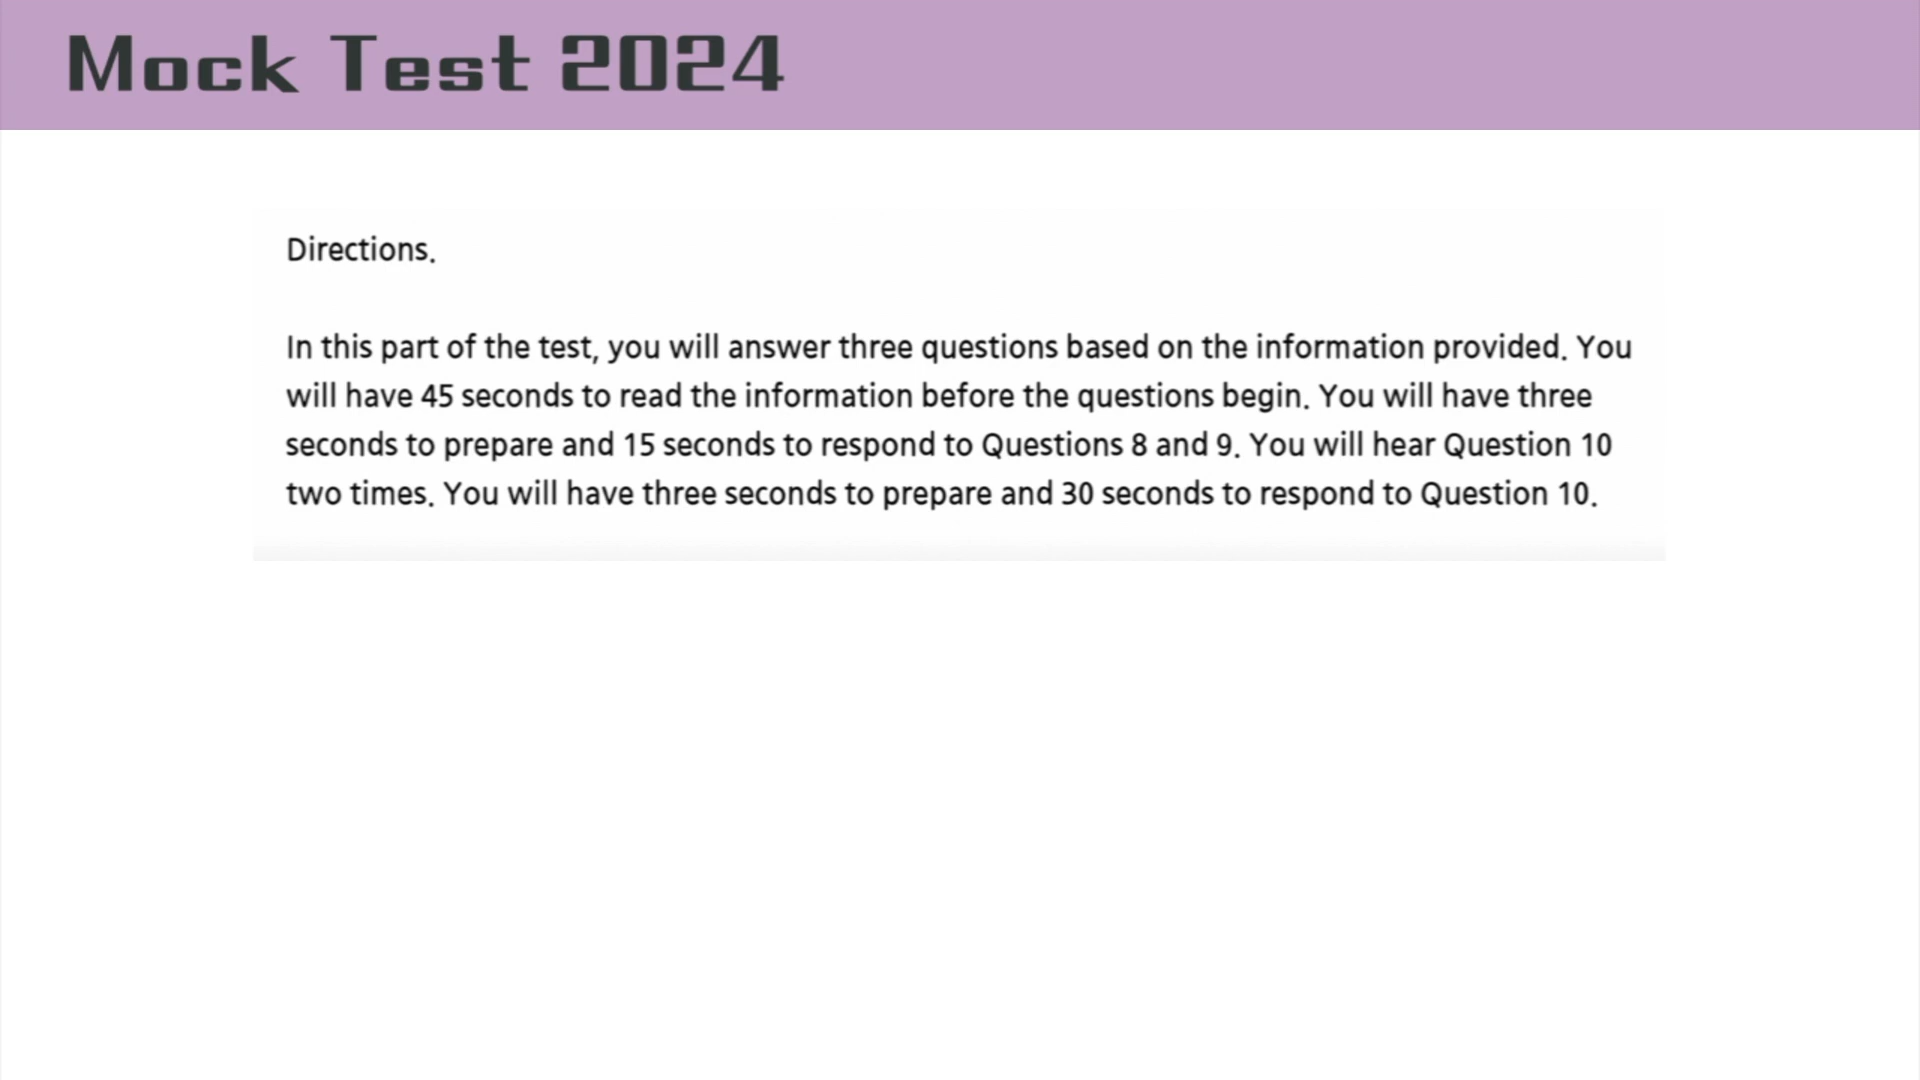 Mock Test 2024
Directions.
In this part of the test, you will answer three questions based on the information provided. You
will have 45 seconds to read the information before the questions begin. You will have three
seconds to prepare and 15 seconds to respond to Questions 8 and 9. You will hear Question 10
two times. You will have three seconds to prepare and 30 seconds to respond to Question 10.